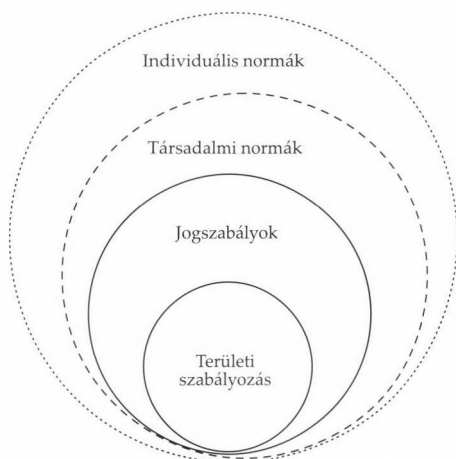 Individuális normák
Társadalmi normák
Jogszabályok
Területi
szabályozás